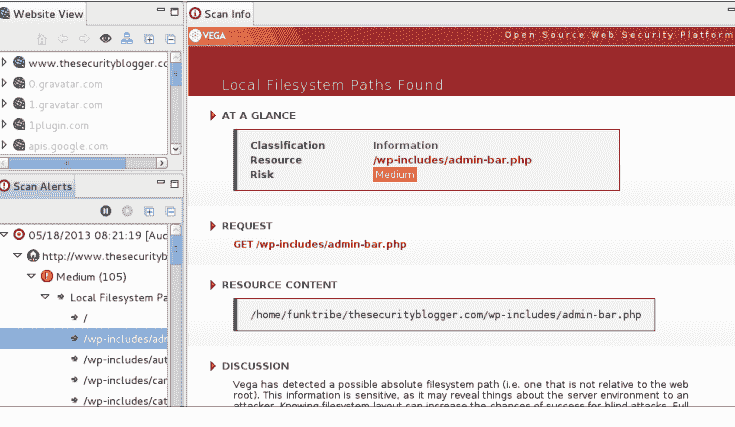 Website View
www.thesecurityblogger.cc
0.gravatar.com
1.gravatar.com
1plugin.com
apis.google.com
Scan Alerts
05/18/2013 08:21:19 [Auc
http://www.thesecurityb
Medium (105)
Local Filesystem Pa
/
/wp-includes/adm
/wp-includes/aut
/wp-includes/car
/wp-includes/cat
Scan Info
VEGA
Open Source Web Security Platform
Local Filesystem Paths Found
AT A GLANCE
Classification Information
Resource /wp-includes/admin-bar.php
Risk Medium
REQUEST
GET /wp-includes/admin-bar.php
RESOURCE CONTENT
/home/funktribe/thesecurityblogger.com/wp-includes/admin-bar.php
DISCUSSION
Vega has detected a possible absolute filesystem path (i.e. one that is not relative to the web
root). This information is sensitive, as it may reveal things about the server environment to an
attacker. Knowing filesystem layout can increase the chances of success for blind attacks. Full